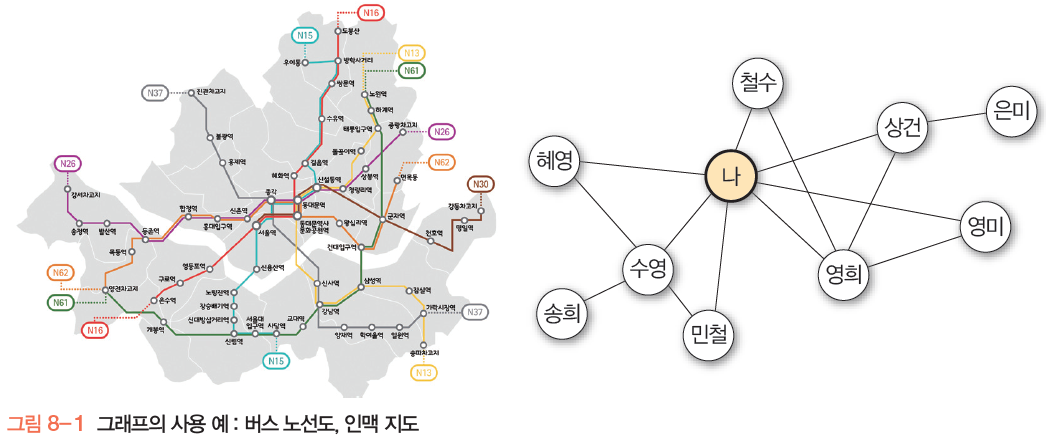 N16
도봉산
N15
우이동
방학사거리
N13
N61
쌍문역
노원역
하계역
N37
진관차고지
수유역
태릉입구역
중랑차고지
N26
불광역
돌곶이역
홍제역
길음역
N62
N26
혜화역
신설동역
상봉역
면목동
청량리역
N30
강서차고지
종각
동대문역
강동차고지
합정역
신촌역
송정역
발산역
등촌역
홍대입구역
서울역
동대문역사
문화공원역
왕십리역
군자역
천호역
명일역
목동역
건대입구역
N62
영등포역
신용산역
구로역
신사역
삼성역
양천차고지
노량진역
잠실역
N61
온수역
장승배기역
강남역
가락시장역
N37
N16
개봉역
신대방삼거리역
서울대
입구역
사당역
교대역
신림역
양재역
학여울역
일원역
송파차고지
N15
N13
철수
은미
상건
혜영
나
영미
수영
영희
송희
민철
그림 8-1 그래프의 사용 예 : 버스 노선도, 인맥 지도